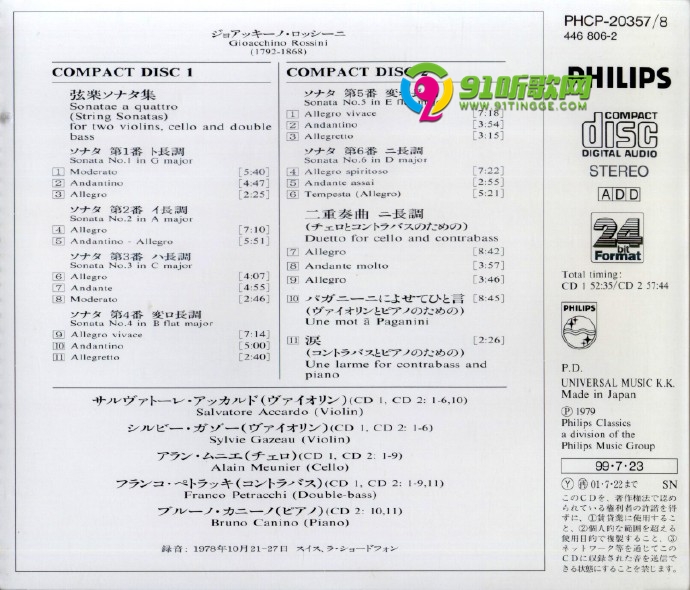 ジョアッキーノ・ロッシーニ
Gioacchino Rossini
(1792-1868)
COMPACT DISC 1
弦楽ソナタ集
Sonatae a quattro
(String Sonatas)
for two violins, cello and double
bass
ソナタ 第1番 ト長調
Sonata No.1 in G major
1 Moderato [5:40]
2 Andantino [4:47]
3 Allegro [2:25]
ソナタ 第2番 イ長調
Sonata No.2 in A major
4 Allegro [7:10]
5 Andantino - Allegro [5:51]
ソナタ 第3番 ハ長調
Sonata No.3 in C major
6 Allegro [4:07]
7 Andante [4:55]
8 Moderato [2:46]
ソナタ 第4番 変ロ長調
Sonata No.4 in B flat major
9 Allegro vivace [7:14]
10 Andantino [5:00]
11 Allegretto [2:40]
COMPACT DISC 2
ソナタ 第5番 変
Sonata No.5 in E
1 Allegro vivace [7:18]
2 Andantino [3:54]
3 Allegretto [3:15]
ソナタ 第6番 ニ長調
Sonata No.6 in D major
4 Allegro spiritoso [7:22]
5 Andante assai [2:55]
6 Tempesta (Allegro) [5:21]
二重奏曲 ニ長調
(チェロとコントラバスのための)
Duetto for cello and contrabass
7 Allegro [8:42]
8 Andante molto [3:57]
9 Allegro [3:46]
10 パガニーニによせてひと言 [8:45]
(ヴァイオリンとピアノのための)
Une mot à Paganini
11 涙 [2:26]
(コントラバスとピアノのための)
Une larme for contrabass and
piano
サルヴァトーレ・アッカルド(ヴァイオリン)(CD 1, CD 2: 1-6,10)
Salvatore Accardo (Violin)
シルビー・ガゾー(ヴァイオリン)(CD 1, CD 2: 1-6)
Sylvie Gazeau (Violin)
アラン・ムニエ(チェロ)(CD 1, CD 2: 1-9)
Alain Meunier (Cello)
フランコ・ペトラッキ(コントラバス)(CD 1, CD 2: 1-9,11)
Franco Petracchi (Double-bass)
ブルーノ・カニーノ(ピアノ)(CD 2: 10,11)
Bruno Canino (Piano)
録音:1978年10月21-27日 スイス, ラ・ショードフォン
91听歌网
WWW.91TINGGE.COM
PHCP-20357/8
446 806-2
PHILIPS
COMPACT
disc
DIGITAL AUDIO
STEREO
ADD
24
bit
Format
Total timing:
CD 1 52:35/CD 2 57:44
PHILIPS
P.D.
UNIVERSAL MUSIC K.K.
Made in Japan
Ⓟ 1979
Philips Classics
a division of the
Philips Music Group
99・7・23
Ⓨ 再 01・7・22まで SN
このCDを、著作権法で認め
られている権利者の許諾を得
ずに、①賃貸業に使用するこ
と、②個人的な範囲を超える
使用目的で複製すること、③
ネットワーク等を通じてこの
CDに収録された音を送信で
きる状態にすることを禁じます。